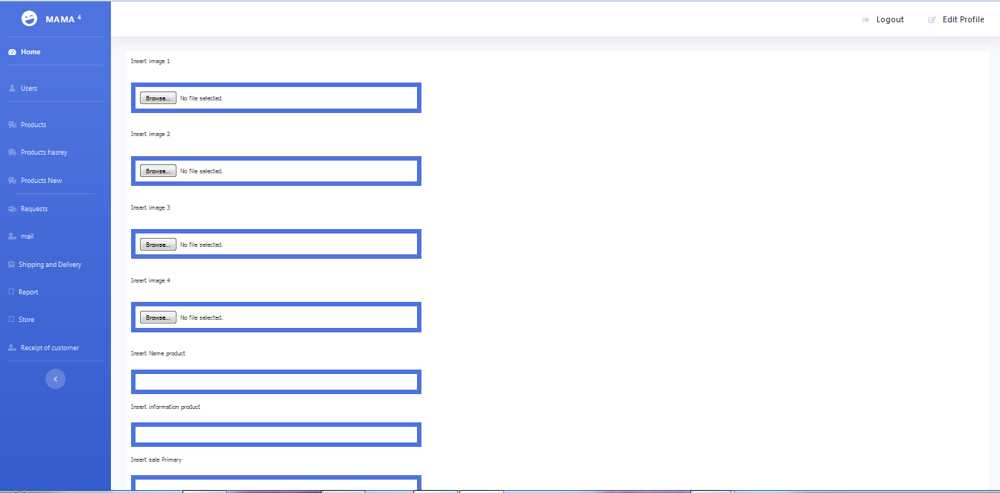 MAMA 4
Logout
Edit Profile
Home
Users
Products
Products hasrey
Products New
Requests
mail
Shipping and Delivery
Report
Store
Receipt of customer
Insert image 1
Browse... No file selected.
Insert image 2
Browse... No file selected.
Insert image 3
Browse... No file selected.
Insert image 4
Browse... No file selected.
Insert Name product
Insert information product
Insert sale Primary